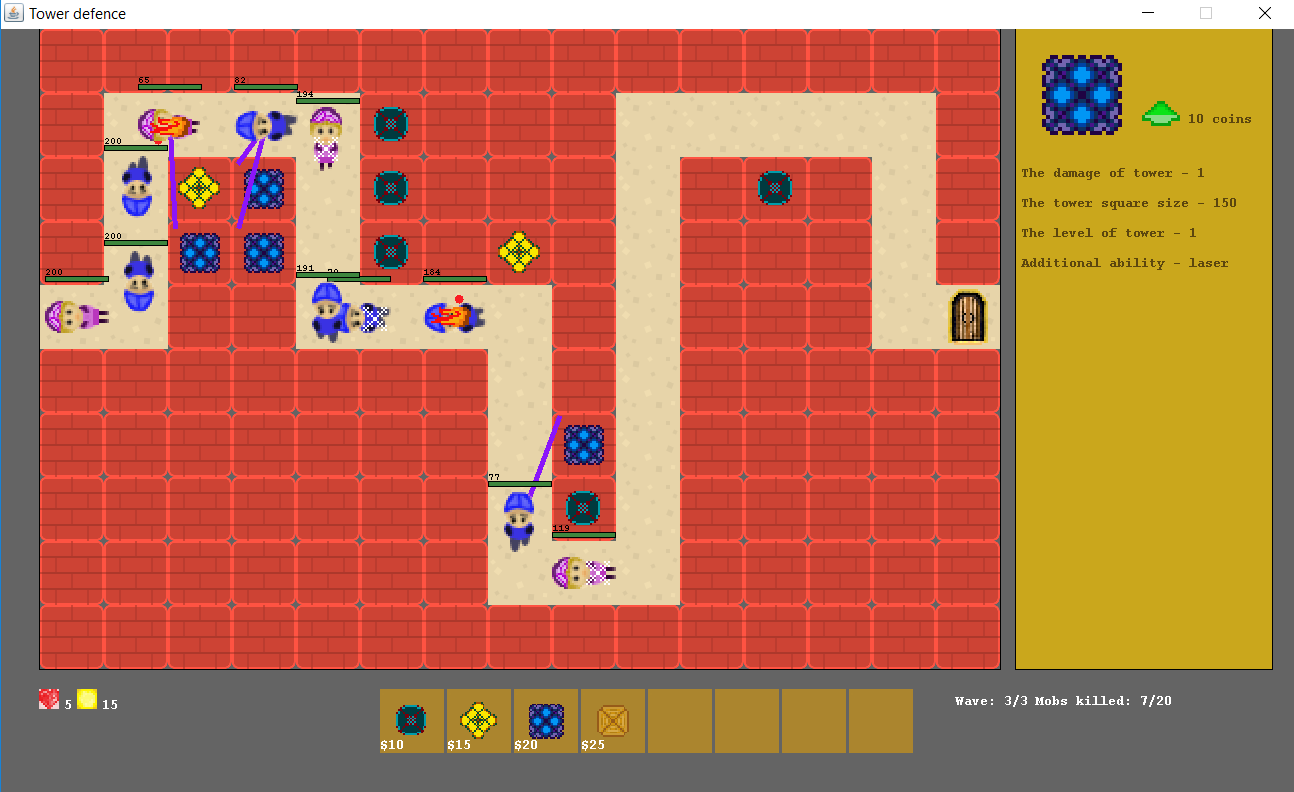 Tower defence
65
82
194
200
200
200
191
184
77
119
10 coins
The damage of tower - 1
The tower square size - 150
The level of tower - 1
Additional ability - laser
5
15
$10
$15
$20
$25
Wave: 3/3 Mobs killed: 7/20